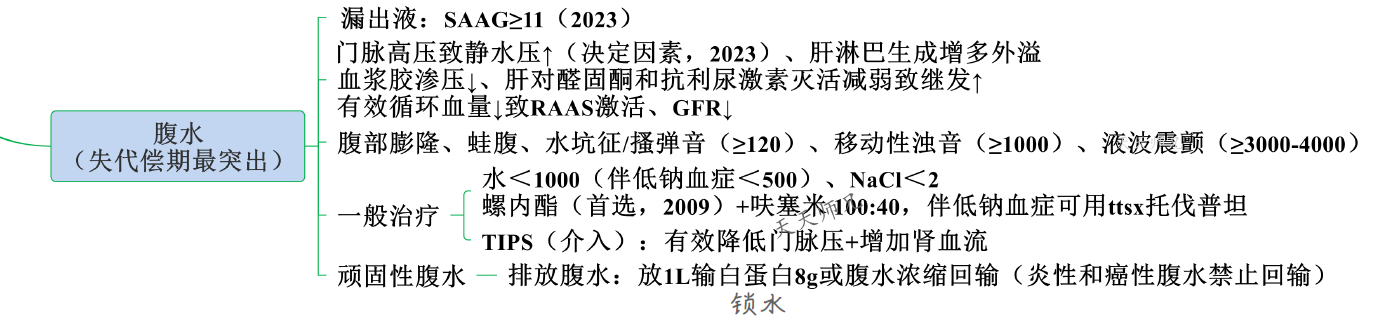 漏出液：SAAG≥11（2023）
门脉高压致静水压↑（决定因素，2023）、肝淋巴生成增多外溢
血浆胶渗压↓、肝对醛固酮和抗利尿激素灭活减弱致继发↑
有效循环血量↓致RAAS激活、GFR↓
腹水
（失代偿期最突出）
腹部膨隆、蛙腹、水坑征/搔弹音（≥120）、移动性浊音（≥1000）、液波震颤（≥3000-4000）
一般治疗
水＜1000（伴低钠血症＜500）、NaCl＜2
螺内酯（首选，2009）+呋塞米 100:40，伴低钠血症可用ttsx托伐普坦
TIPS（介入）：有效降低门脉压+增加肾血流
顽固性腹水
排放腹水：放1L输白蛋白8g或腹水浓缩回输（炎性和癌性腹水禁止回输）
锁水